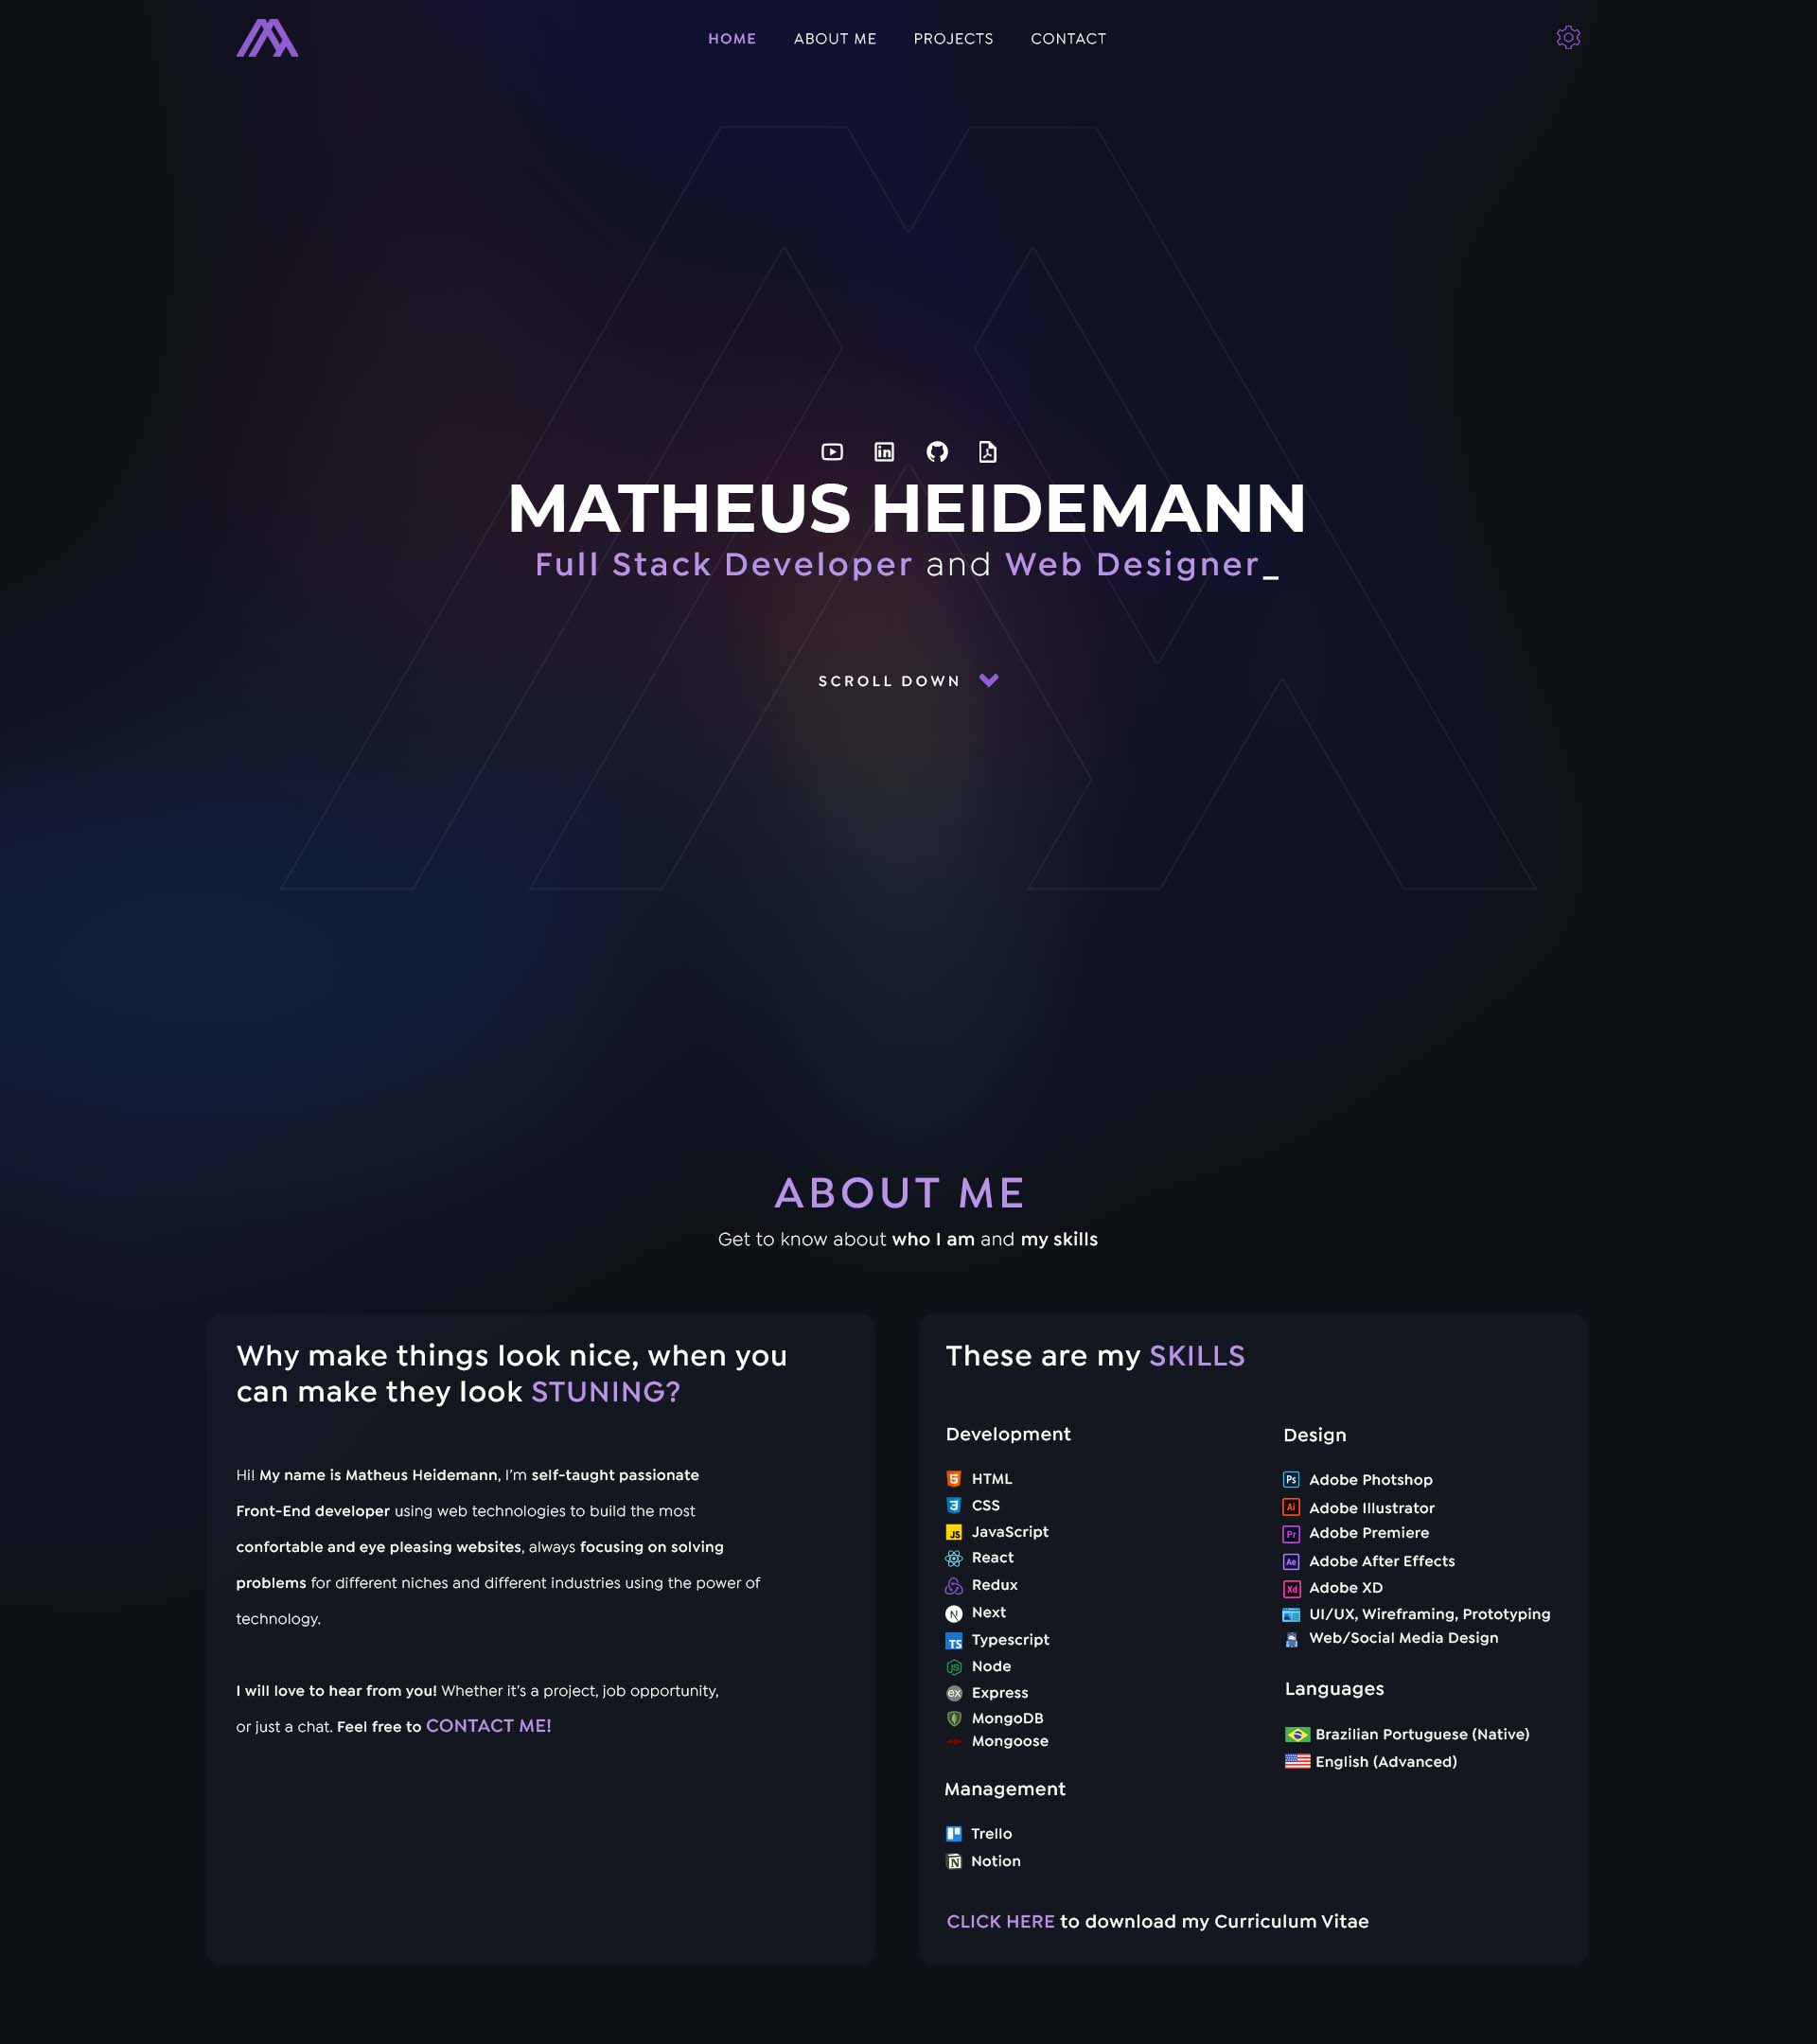 HOME ABOUT ME PROJECTS CONTACT
MATHEUS HEIDEMANN
Full Stack Developer and Web Designer_
SCROLL DOWN
ABOUT ME
Get to know about who I am and my skills
Why make things look nice, when you
can make they look STUNING?
Hi! My name is Matheus Heidemann, I'm self-taught passionate
Front-End developer using web technologies to build the most
confortable and eye pleasing websites, always focusing on solving
problems for different niches and different industries using the power of
technology.
I will love to hear from you! Whether it's a project, job opportunity,
or just a chat. Feel free to CONTACT ME!
These are my SKILLS
Development
HTML
CSS
JavaScript
React
Redux
Next
Typescript
Node
Express
MongoDB
Mongoose
Management
Trello
Notion
Design
Adobe Photshop
Adobe Illustrator
Adobe Premiere
Adobe After Effects
Adobe XD
UI/UX, Wireframing, Prototyping
Web/Social Media Design
Languages
Brazilian Portuguese (Native)
English (Advanced)
CLICK HERE to download my Curriculum Vitae